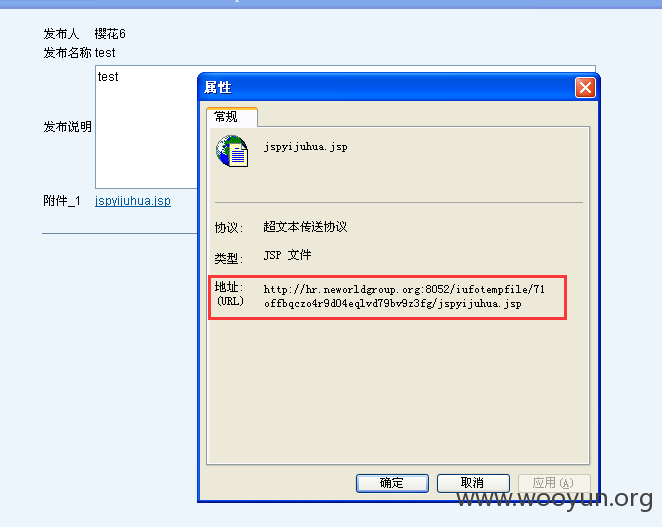 发布人 樱花6
发布名称 test
test
发布说明
附件_1 jspyijuhua.jsp
属性
常规
jspyijuhua.jsp
协议: 超文本传送协议
类型: JSP 文件
地址: http://hr.neworldgroup.org:8052/iufotempfile/71
(URL) offbqczo4r9d04eqlvd79bv9z3fg/jspyijuhua.jsp
确定 取消 应用(A)
www.wooyun.org